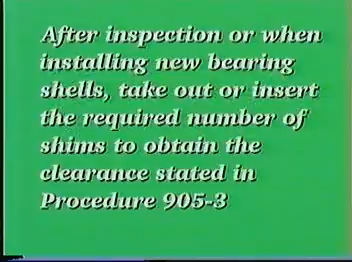 After inspection or when
installing new bearing
shells, take out or insert
the required number of
shims to obtain the
clearance stated in
Procedure 905-3